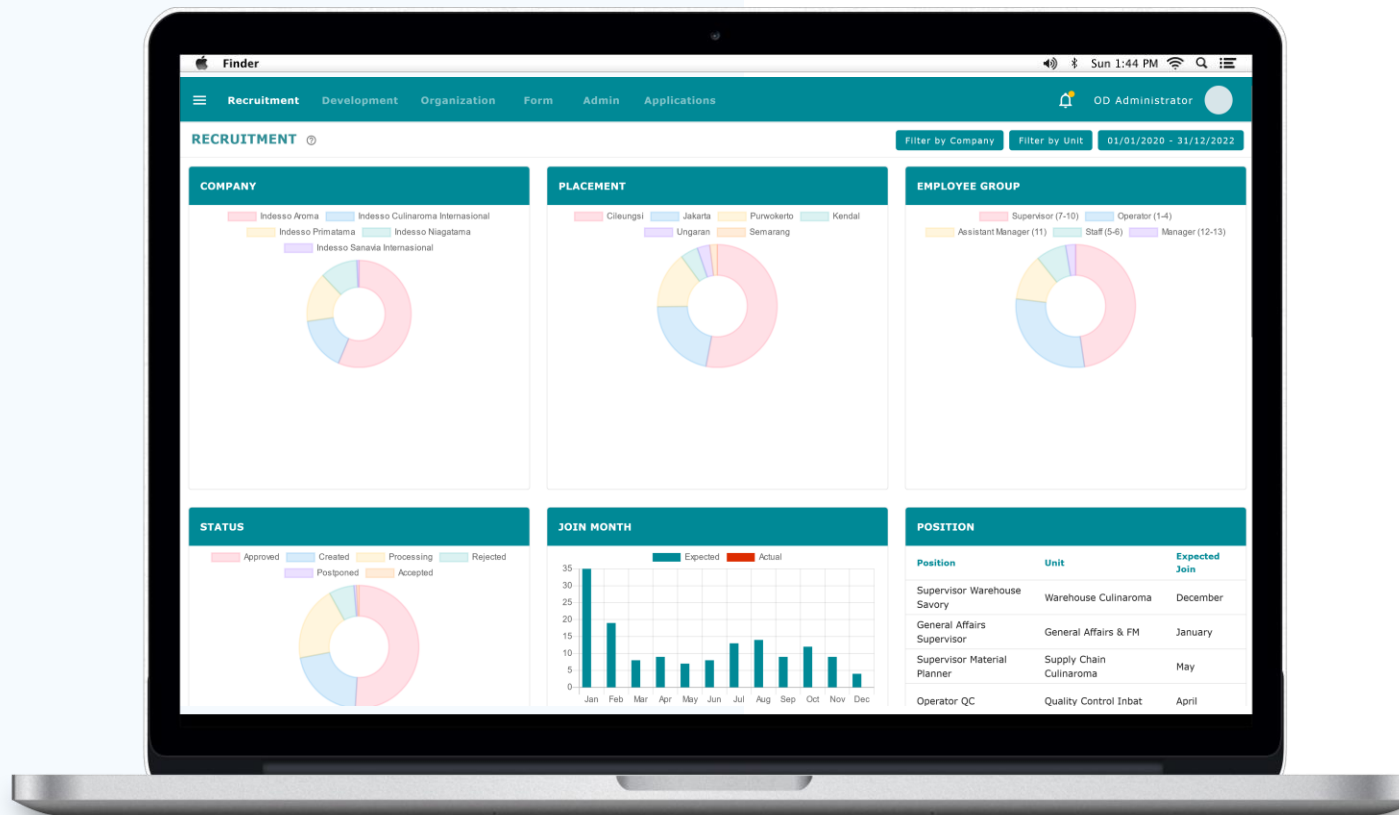 Finder
Sun 1:44 PM
Recruitment Development Organization Form Admin Applications
OD Administrator
RECRUITMENT
Filter by Company
Filter by Unit
01/01/2020 - 31/12/2022
COMPANY
Indesso Aroma Indesso Culinaroma Internasional
Indesso Primatama Indesso Niagatama
Indesso Sanavia Internasional
PLACEMENT
Cileungsi Jakarta Purwokerto Kendal
Ungaran Semarang
EMPLOYEE GROUP
Supervisor (7-10) Operator (1-4)
Assistant Manager (11) Staff (5-6) Manager (12-13)
STATUS
Approved Created Processing Rejected
Postponed Accepted
JOIN MONTH
Expected Actual
35
30
25
20
15
10
5
0
Jan Feb Mar Apr May Jun Jul Aug Sep Oct Nov Dec
POSITION
Position Unit Expected
Join
Supervisor Warehouse
Savory
Warehouse Culinaroma December
General Affairs
Supervisor
General Affairs & FM January
Supervisor Material
Planner
Supply Chain
Culinaroma
May
Operator QC Quality Control Inbat April